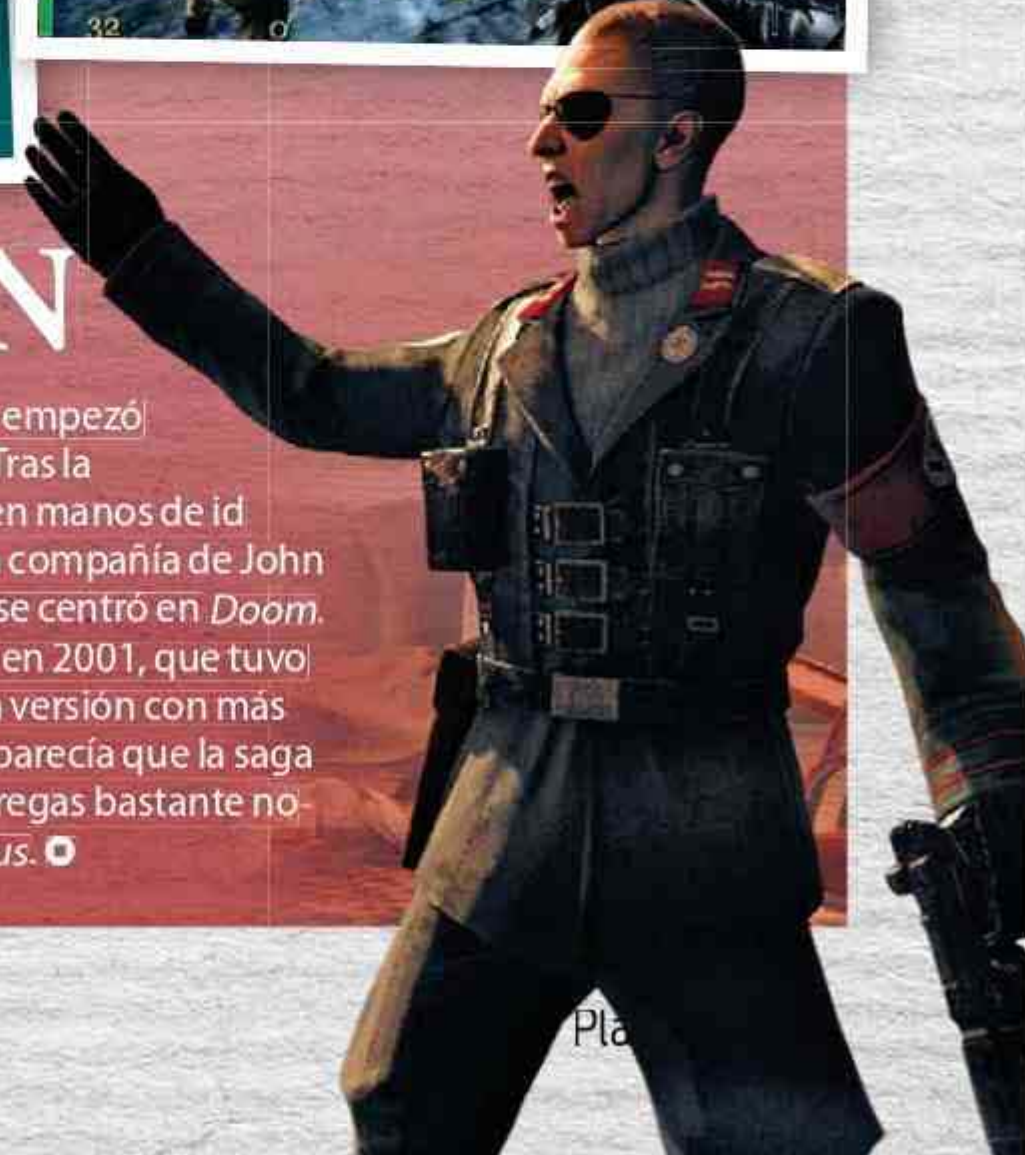 32
0
N
empezó
Tras la
en manos de id
compañía de John
se centró en Doom.
en 2001, que tuvo
versión con más
parecía que la saga
regas bastante no-
us.
Pla